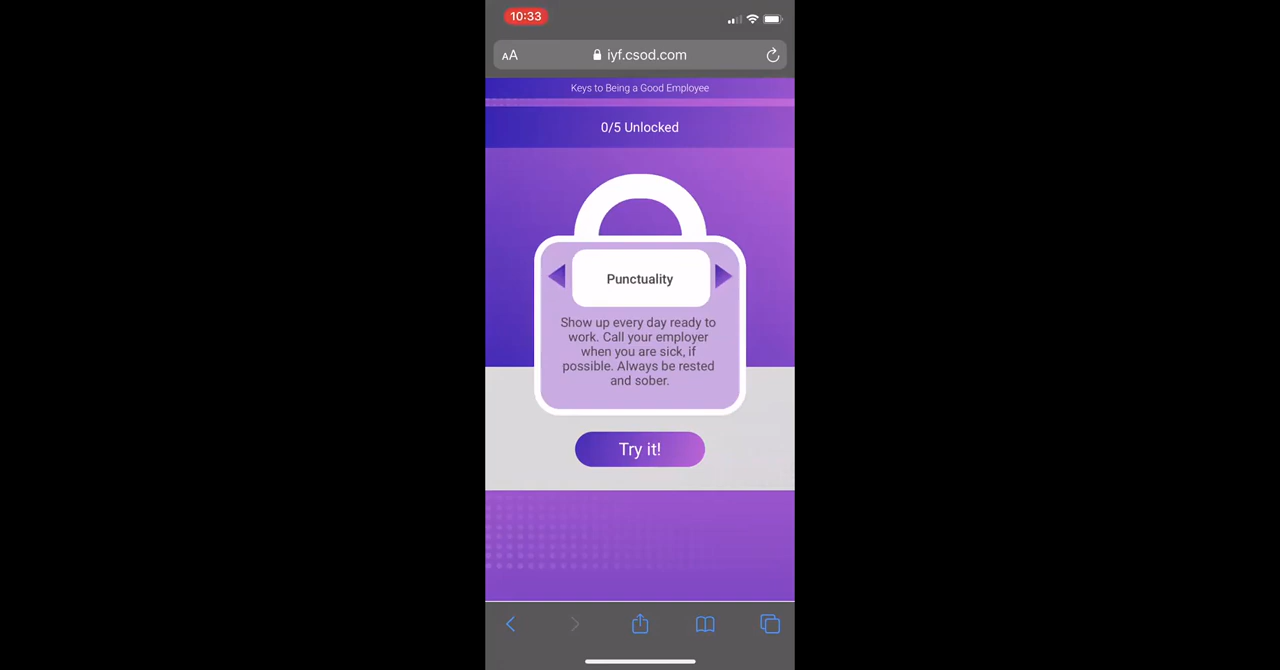 10:33
AA
iyf.csod.com
Keys to Being a Good Employee
0/5 Unlocked
Punctuality
Show up every day ready to
work. Call your employer
when you are sick, if
possible. Always be rested
and sober.
Try it!